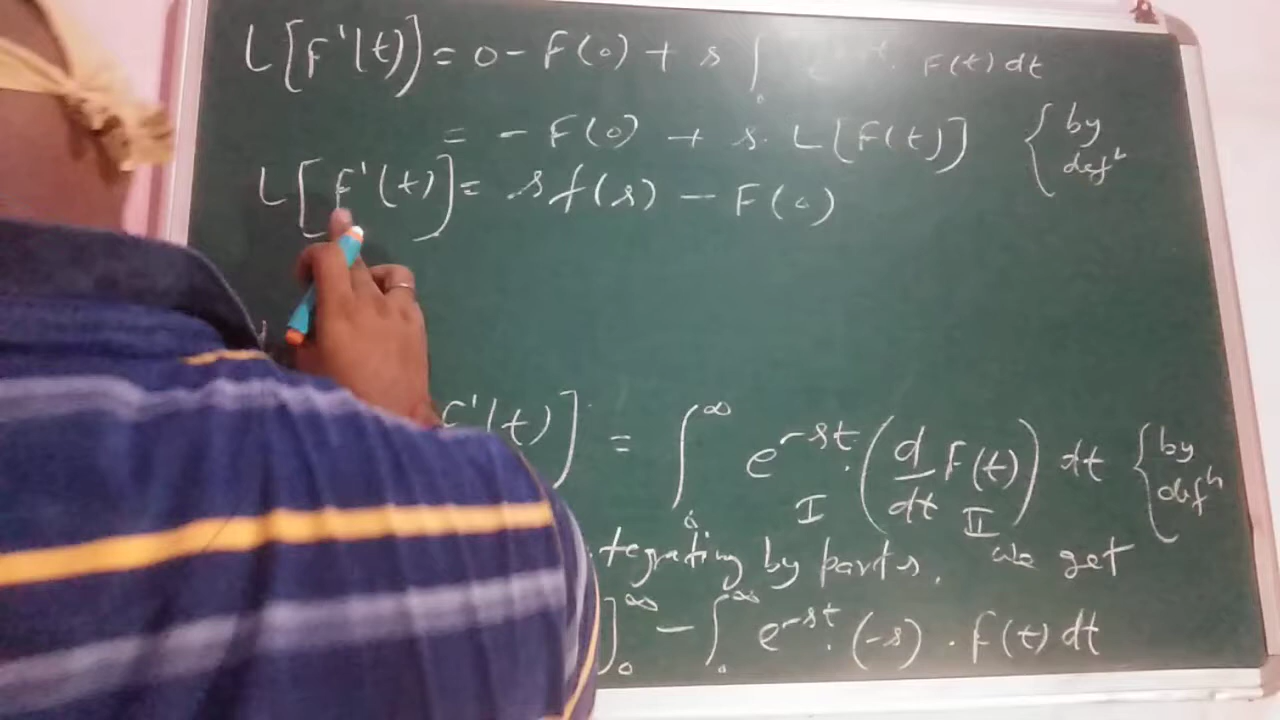 L[F'(t)] = 0 - F(0) + s ∫₀ F(t) dt
= - F(0) + s. L[F(t)] { by defⁿ
L[F'(t)] = s f(s) - F(0)
F'(t)] = ∫₀^∞ e^{-st}. (d/dt F(t)) dt { by defⁿ
I II
tegrating by parts, we get
]₀^∞ - ∫₀^∞ e^{-st}. (-s) . F(t) dt